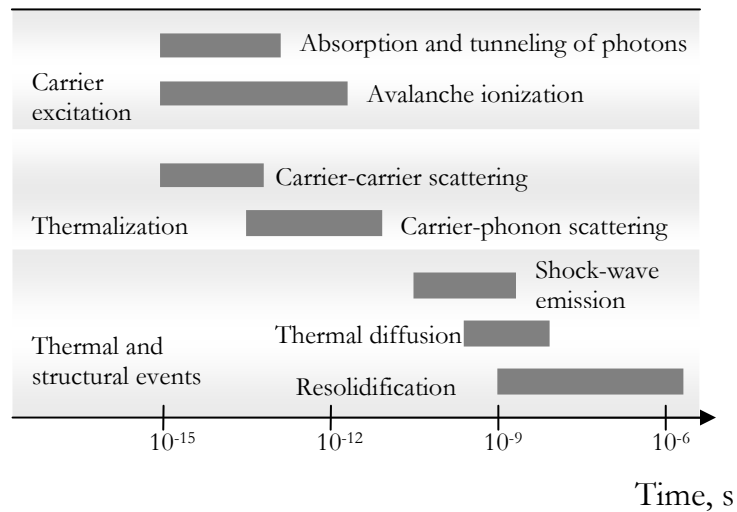 Absorption and tunneling of photons
Carrier
excitation
Avalanche ionization
Carrier-carrier scattering
Thermalization
Carrier-phonon scattering
Shock-wave
emission
Thermal diffusion
Thermal and
structural events
Resolidification
10-15
10-12
10-9
10-6
Time, s